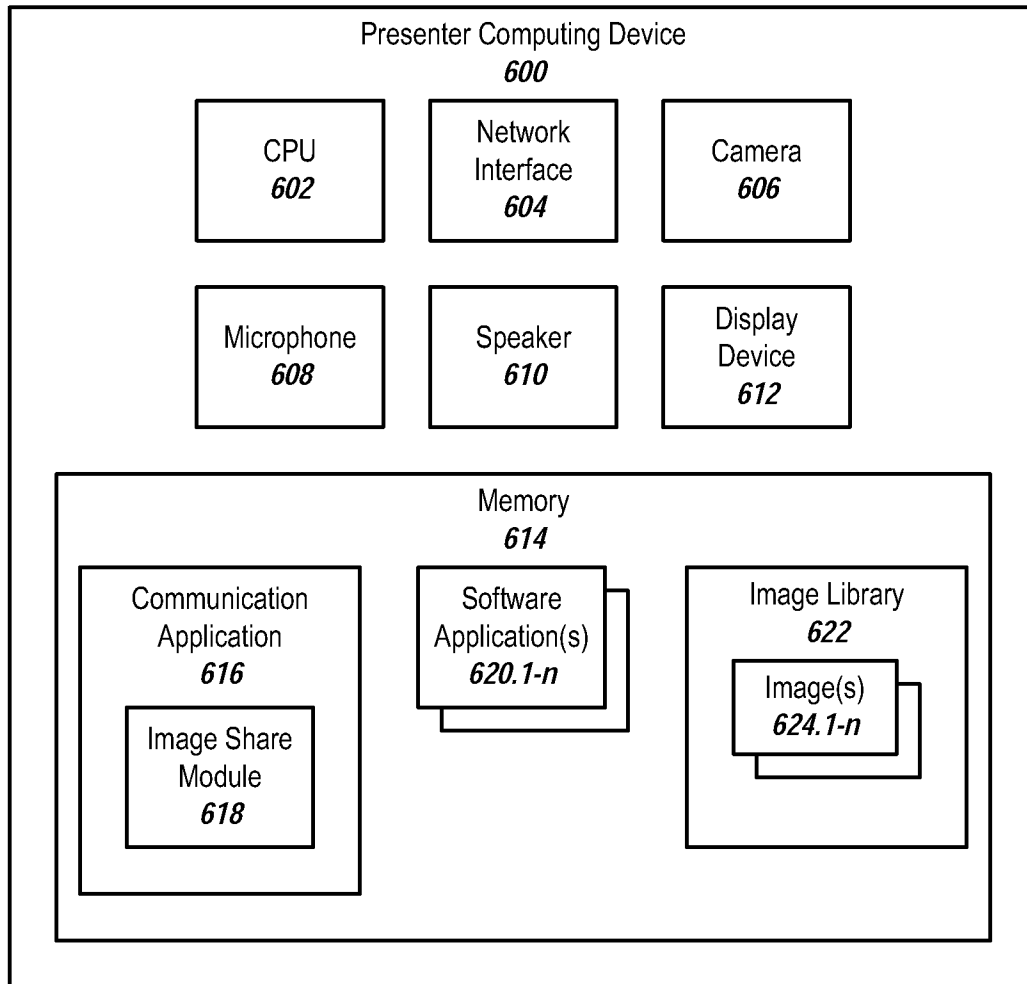 Presenter Computing Device
600
CPU
602
Network
Interface
604
Camera
606
Microphone
608
Speaker
610
Display
Device
612
Memory
614
Communication
Application
616
Image Share
Module
618
Software
Application(s)
620.1-n
Image Library
622
Image(s)
624.1-n